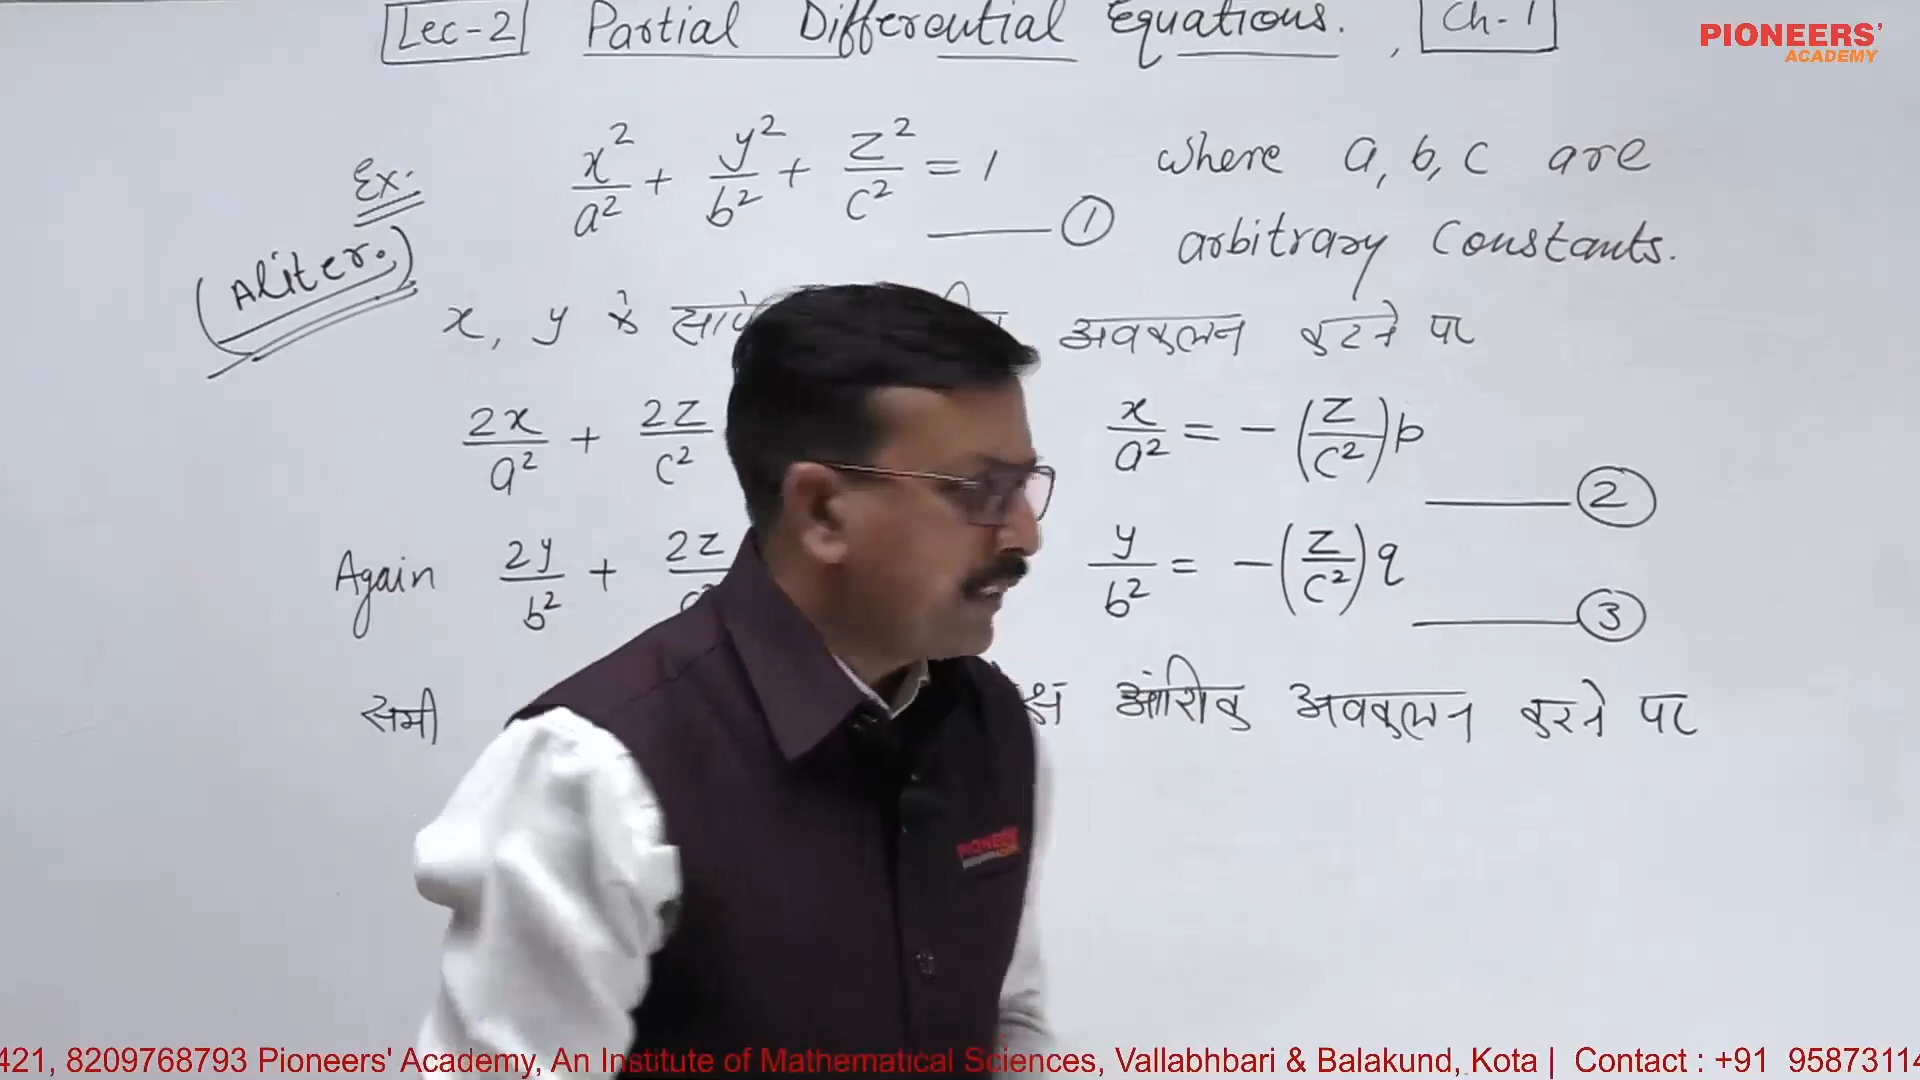 Lec-2 Partial Differential Equations. , Ch-1
PIONEERS'
ACADEMY
Ex: x²/a² + y²/b² + z²/c² = 1 ① where a, b, c are
arbitrary Constants.
(Aliter.)
x, y के अवकलन करने पर
2x/a² + 2z/c² x/a² = -(z/c²)p ②
Again 2y/b² + 2z y/b² = -(z/c²)q ③
समी आंशिक अवकलन करने पर
PIONEERS
421, 8209768793 Pioneers' Academy, An Institute of Mathematical Sciences, Vallabhbari & Balakund, Kota | Contact : +91 9587311